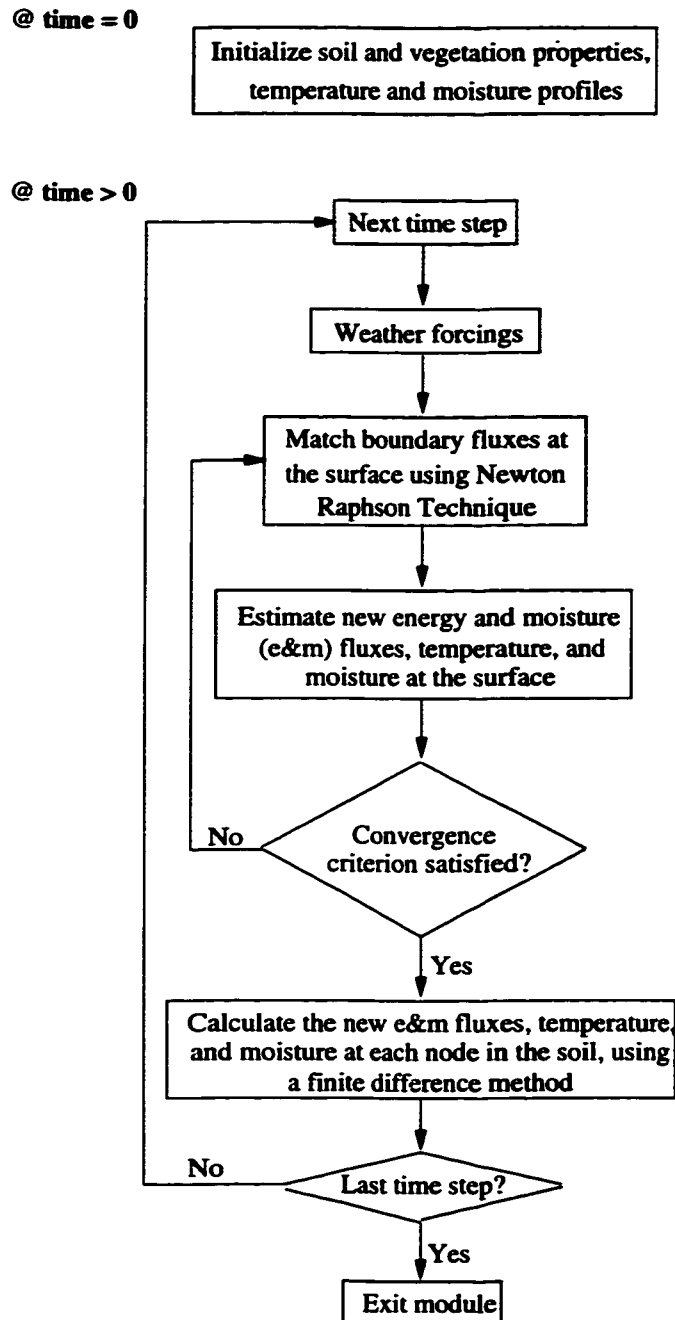 @ time = 0
Initialize soil and vegetation properties,
temperature and moisture profiles
@ time > 0
Next time step
Weather forcings
Match boundary fluxes at
the surface using Newton
Raphson Technique
Estimate new energy and moisture
(e&m) fluxes, temperature, and
moisture at the surface
Convergence
criterion satisfied?
No
Yes
Calculate the new e&m fluxes, temperature,
and moisture at each node in the soil, using
a finite difference method
No
Last time step?
Yes
Exit module